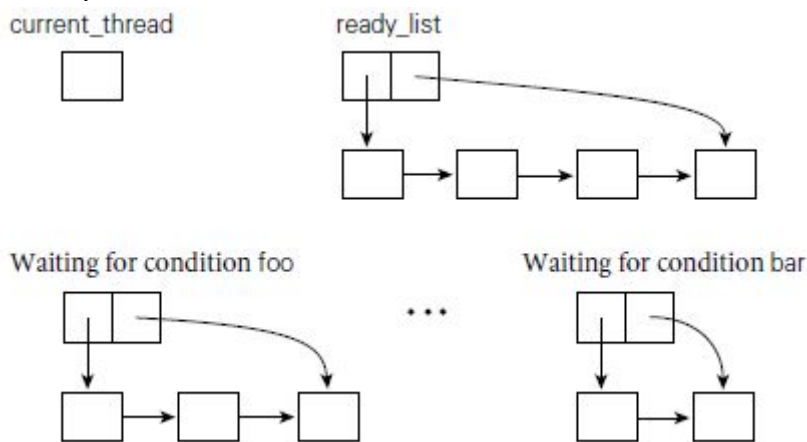 current_thread
ready_list
Waiting for condition foo
...
Waiting for condition bar